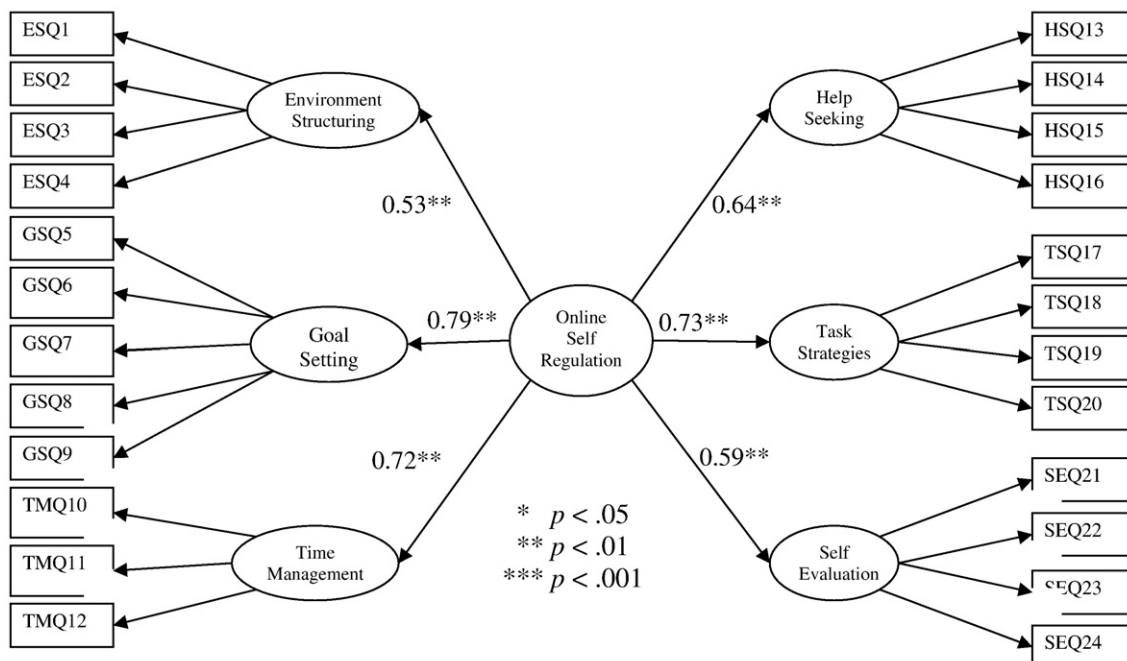 ESQ1
ESQ2
ESQ3
ESQ4
GSQ5
GSQ6
GSQ7
GSQ8
GSQ9
TMQ10
TMQ11
TMQ12
Environment
Structuring
Goal
Setting
Time
Management
0.53**
0.79**
0.72**
Online
Self
Regulation
0.64**
0.73**
0.59**
* p < .05
** p < .01
*** p < .001
Help
Seeking
Task
Strategies
Self
Evaluation
HSQ13
HSQ14
HSQ15
HSQ16
TSQ17
TSQ18
TSQ19
TSQ20
SEQ21
SEQ22
SEQ23
SEQ24